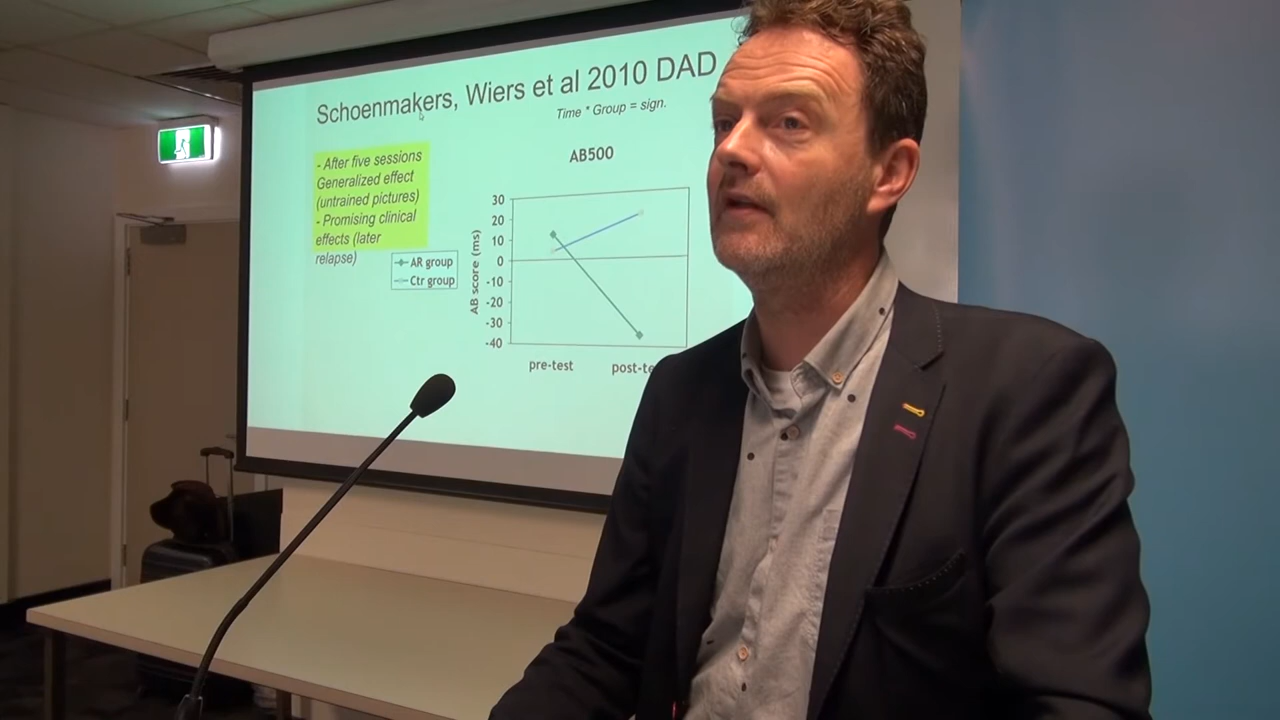 Schoenmakers, Wiers et al 2010 DAD
Time * Group = sign.
- After five sessions
Generalized effect
(untrained pictures)
- Promising clinical
effects (later
relapse)
AR group
Ctr group
AB500
AB score (ms)
30
20
10
0
-10
-20
-30
-40
pre-test